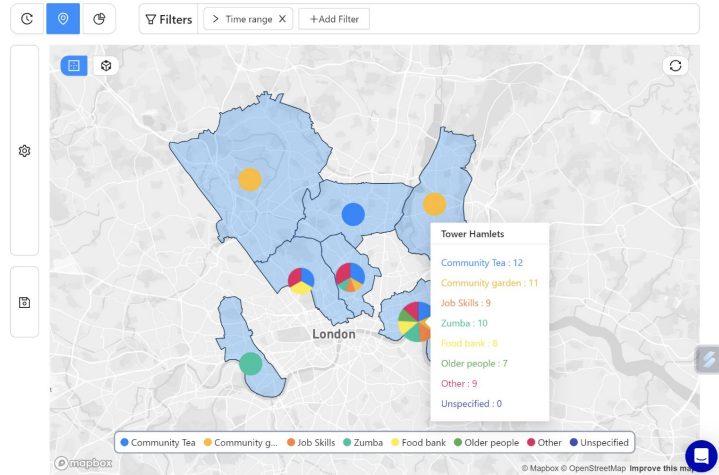 Filters
> Time range X
+Add Filter
Tower Hamlets
Community Tea : 12
Community garden : 11
Job Skills : 9
Zumba : 10
Food bank : 8
Older people : 7
Other : 9
Unspecified : 0
London
Community Tea
Community g...
Job Skills
Zumba
Food bank
Older people
Other
Unspecified
mapbox
© Mapbox © OpenStreetMap Improve this map